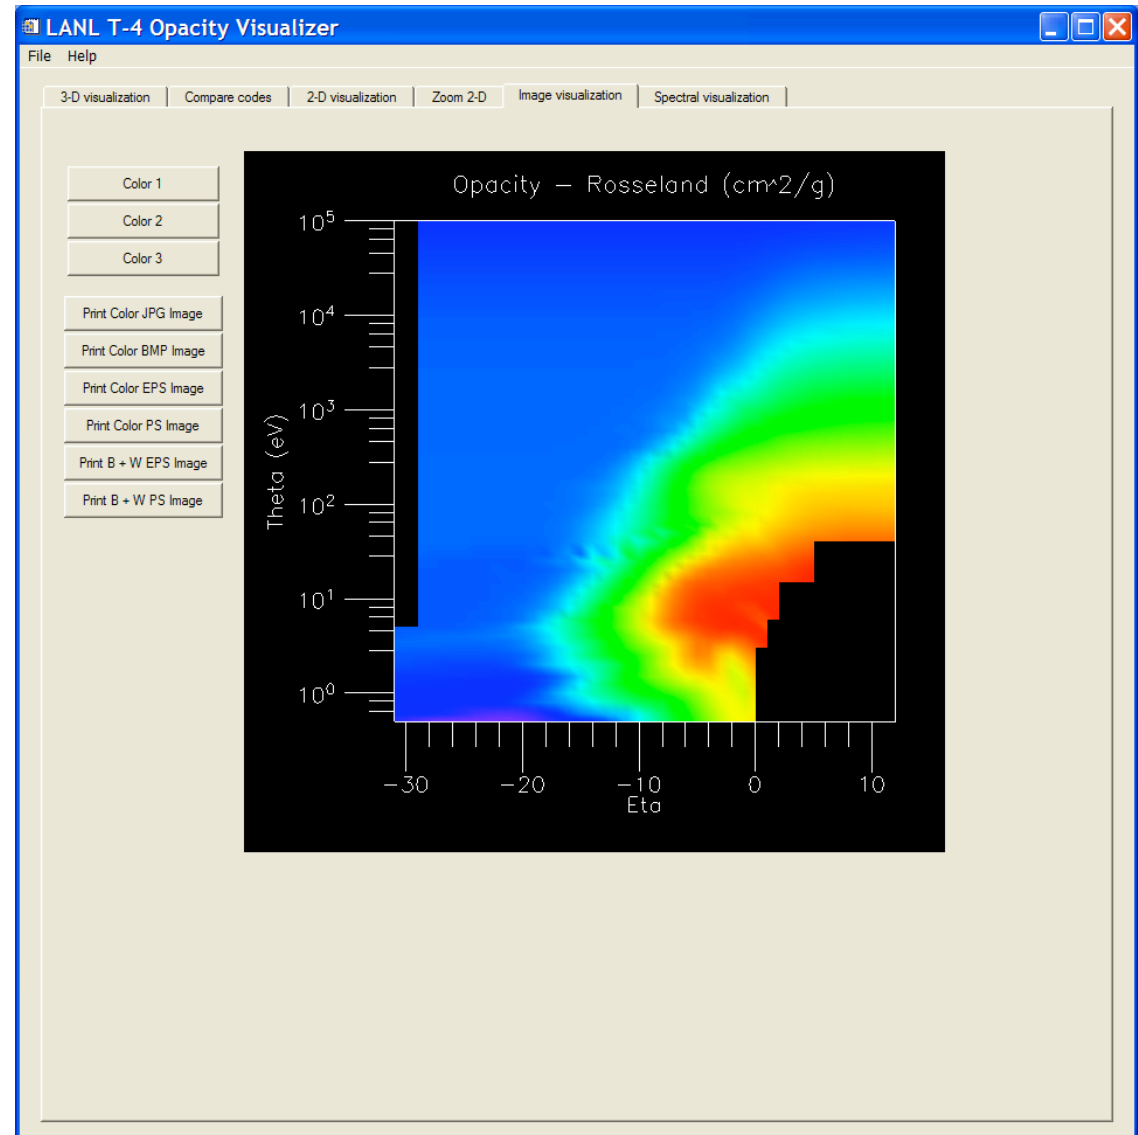 LANL T-4 Opacity Visualizer
File Help
3-D visualization Compare codes 2-D visualization Zoom 2-D Image visualization Spectral visualization
Color 1
Color 2
Color 3
Print Color JPG Image
Print Color BMP Image
Print Color EPS Image
Print Color PS Image
Print B + W EPS Image
Print B + W PS Image
Opacity – Rosseland (cm^2/g)
10⁵
10⁴
10³
10²
10¹
10⁰
Theta (eV)
−30 −20 −10 0 10
Eta